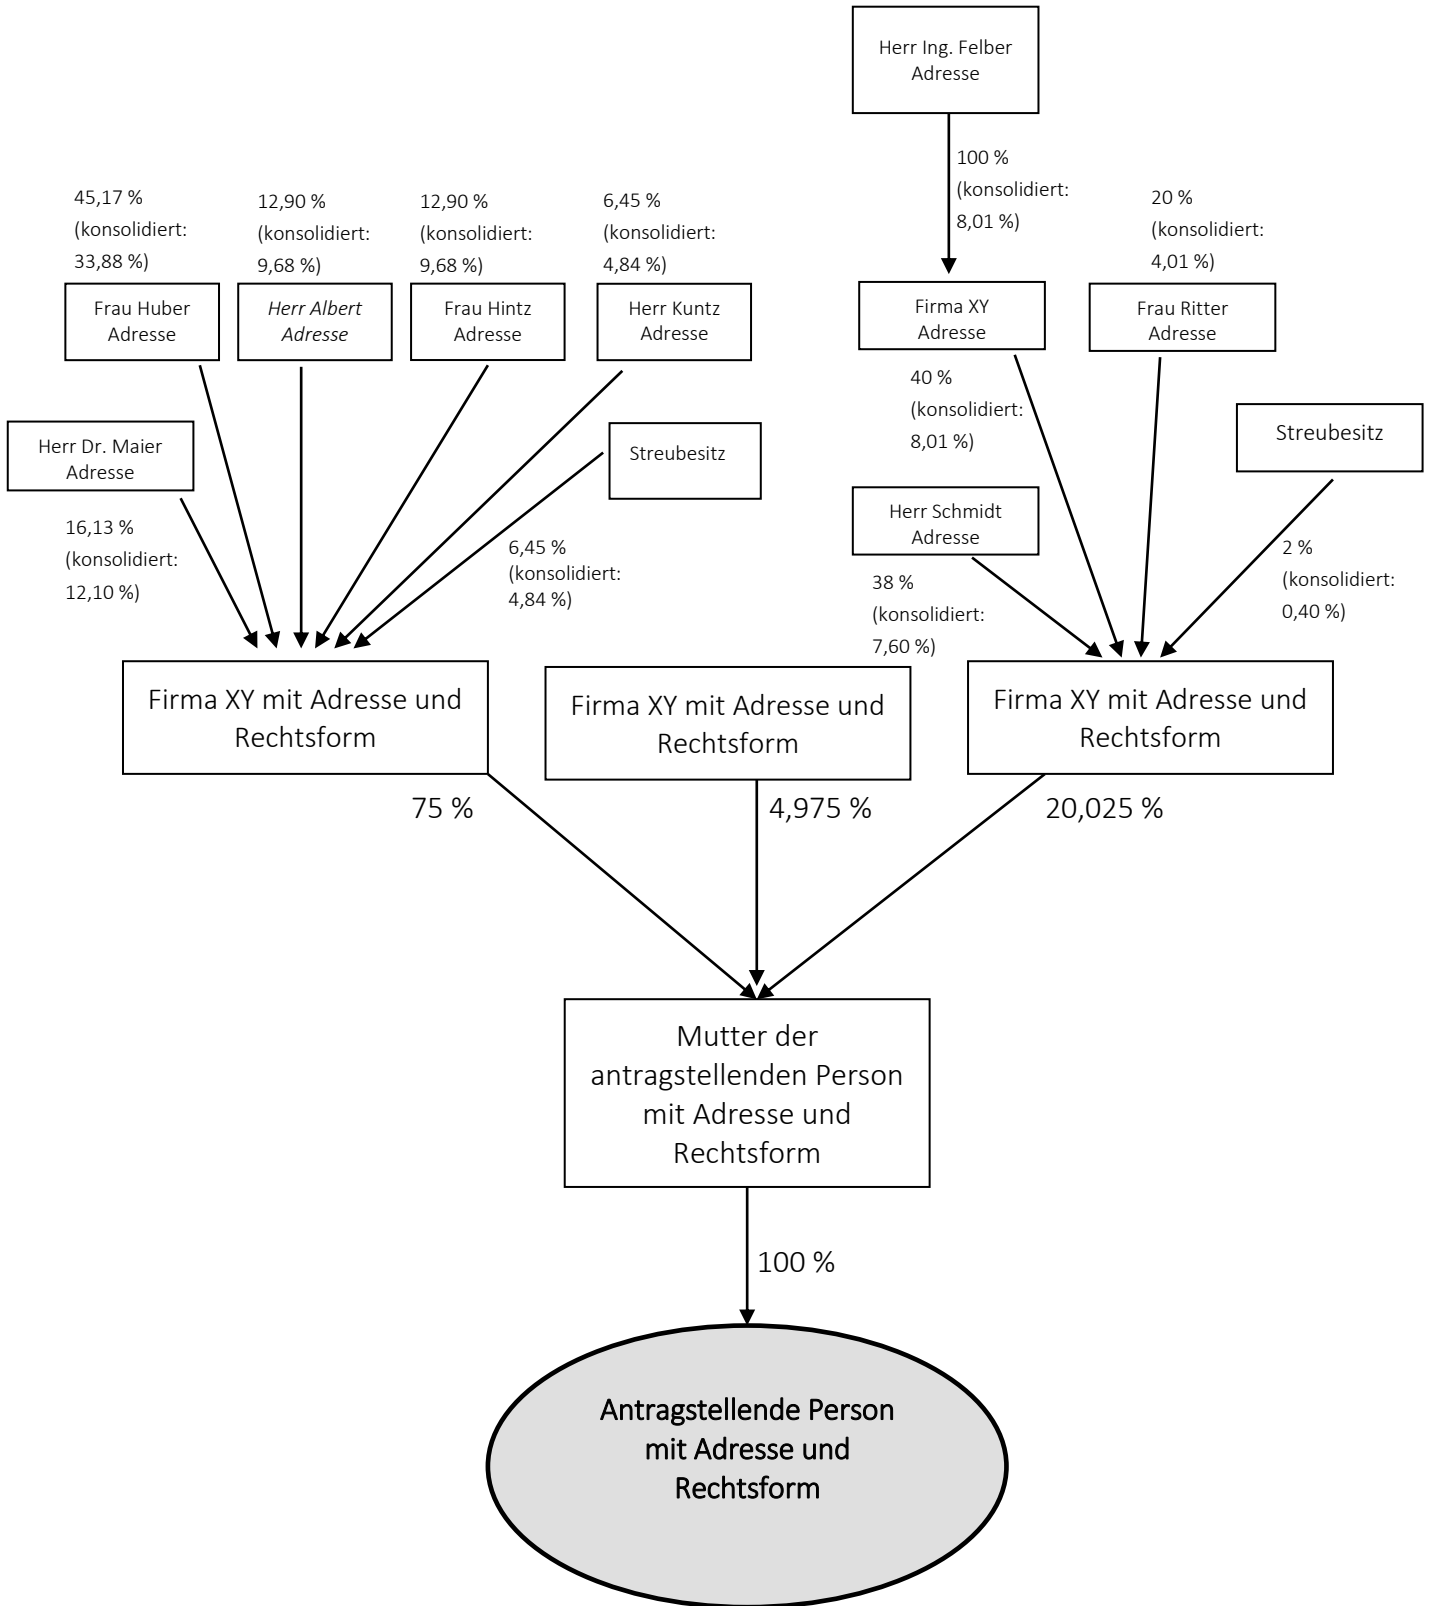 Herr Ing. Felber
Adresse
100 %
(konsolidiert:
8,01 %)
45,17 %
(konsolidiert:
33,88 %)
12,90 %
(konsolidiert:
9,68 %)
12,90 %
(konsolidiert:
9,68 %)
6,45 %
(konsolidiert:
4,84 %)
20 %
(konsolidiert:
4,01 %)
Frau Huber
Adresse
Herr Albert
Adresse
Frau Hintz
Adresse
Herr Kuntz
Adresse
Firma XY
Adresse
Frau Ritter
Adresse
40 %
(konsolidiert:
8,01 %)
Herr Dr. Maier
Adresse
Streubesitz
Streubesitz
16,13 %
(konsolidiert:
12,10 %)
6,45 %
(konsolidiert:
4,84 %)
Herr Schmidt
Adresse
38 %
(konsolidiert:
7,60 %)
2 %
(konsolidiert:
0,40 %)
Firma XY mit Adresse und
Rechtsform
Firma XY mit Adresse und
Rechtsform
Firma XY mit Adresse und
Rechtsform
75 %
4,975 %
20,025 %
Mutter der
antragstellenden Person
mit Adresse und
Rechtsform
100 %
Antragstellende Person
mit Adresse und
Rechtsform